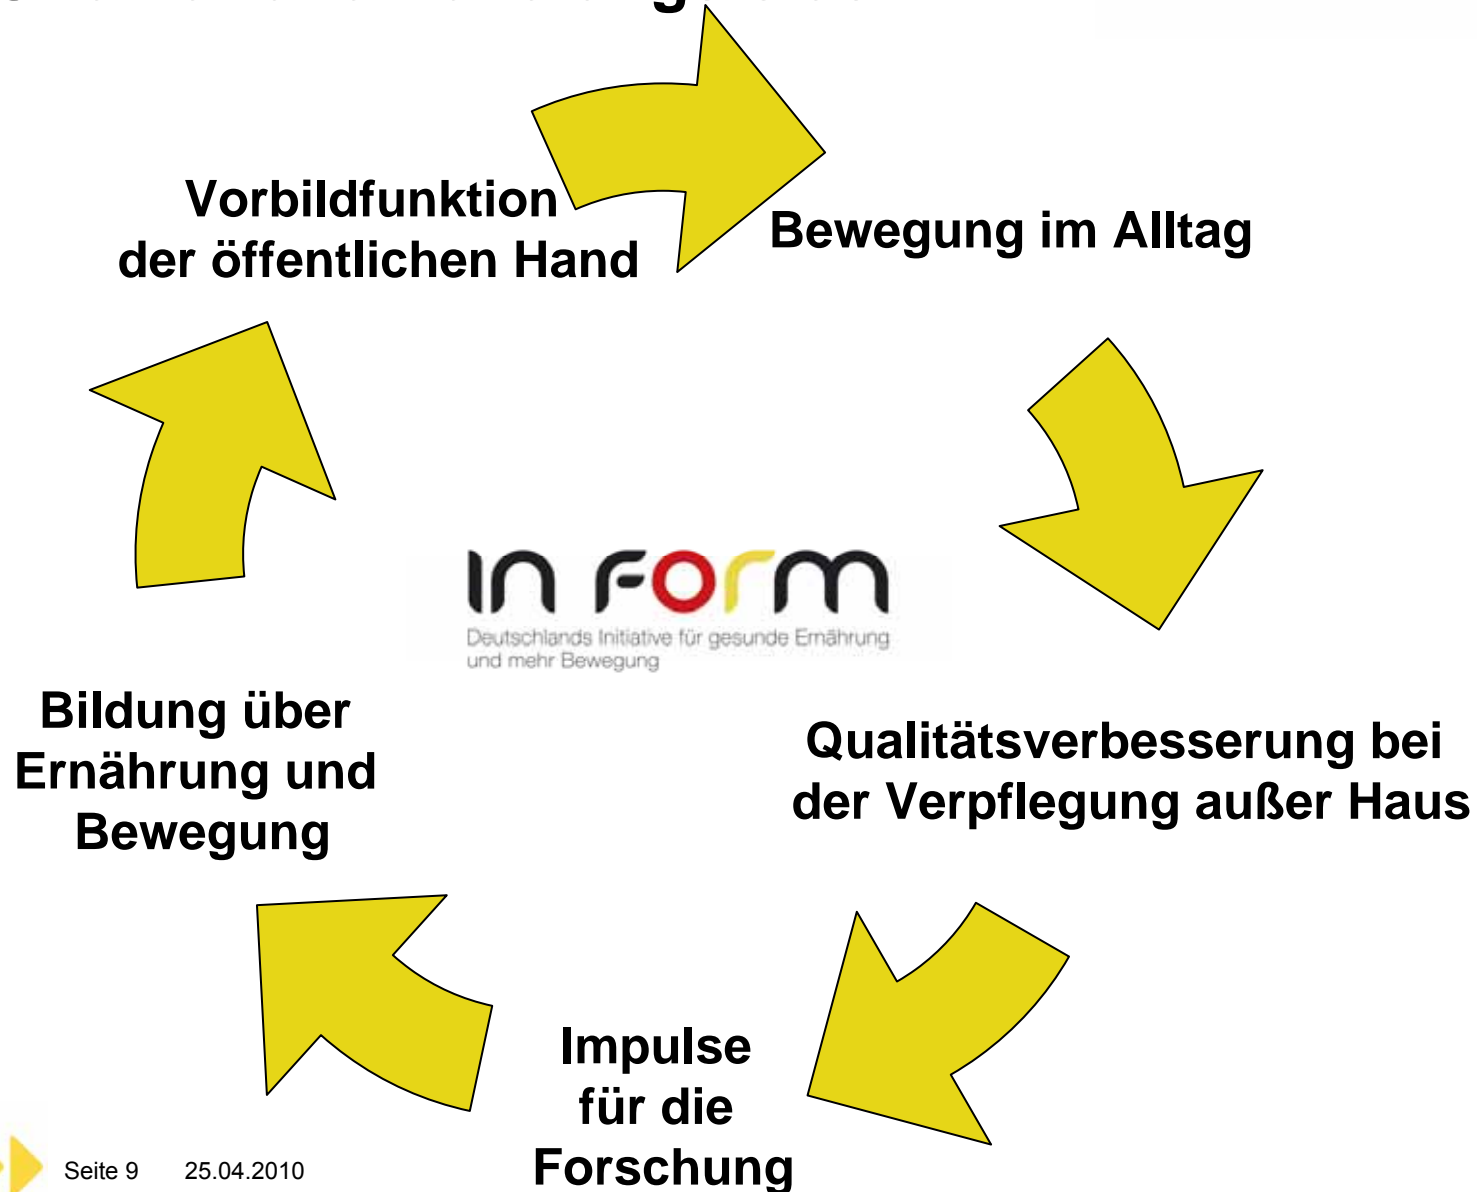 Vorbildfunktion
der öffentlichen Hand
Bewegung im Alltag
IN FORM
Deutschlands Initiative für gesunde Ernährung
und mehr Bewegung
Bildung über
Ernährung und
Bewegung
Qualitätsverbesserung bei
der Verpflegung außer Haus
Impulse
für die
Forschung
Seite 9 25.04.2010